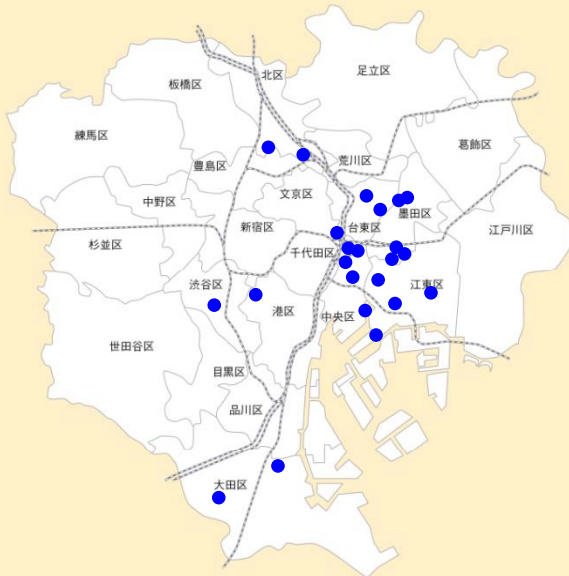 足立区
北区
板橋区
練馬区
葛飾区
荒川区
豊島区
文京区
中野区
墨田区
新宿区
台東区
江戸川区
杉並区
千代田区
渋谷区
江東区
港区
中央区
世田谷区
目黒区
品川区
大田区